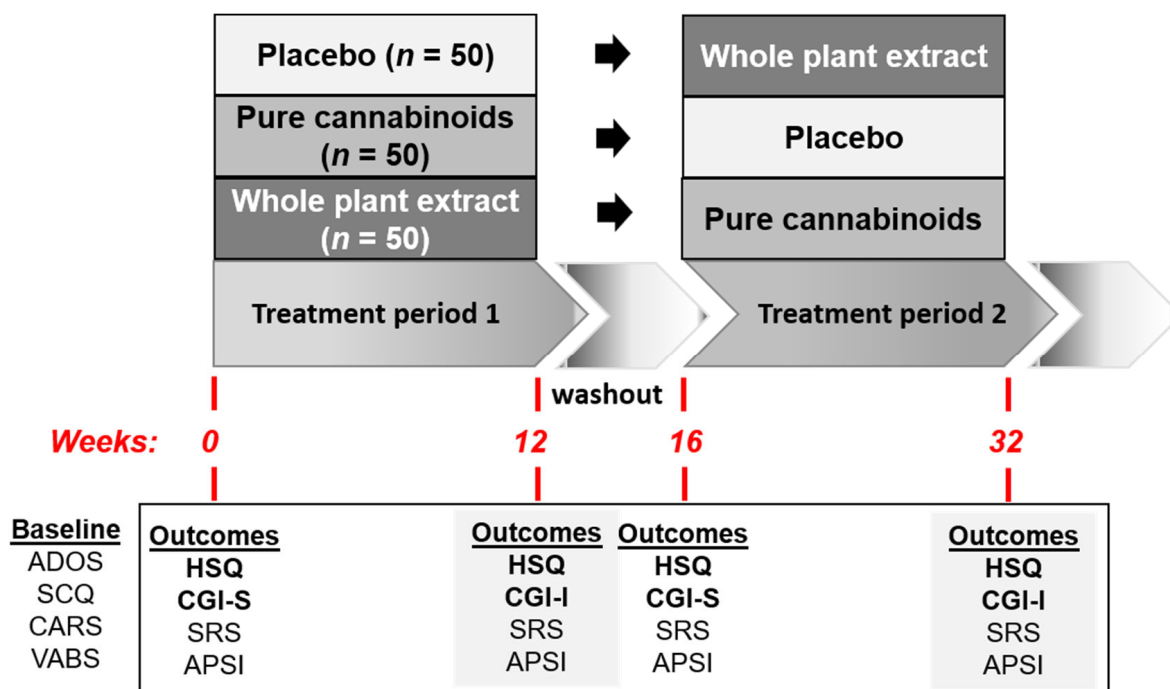 Placebo (n = 50)
Whole plant extract
Pure cannabinoids
(n = 50)
Placebo
Whole plant extract
(n = 50)
Pure cannabinoids
Treatment period 1
Treatment period 2
washout
Weeks: 0 12 16 32
Baseline
ADOS
SCQ
CARS
VABS
Outcomes
HSQ
CGI-S
SRS
APSI
Outcomes
HSQ
CGI-I
SRS
APSI
Outcomes
HSQ
CGI-S
SRS
APSI
Outcomes
HSQ
CGI-I
SRS
APSI